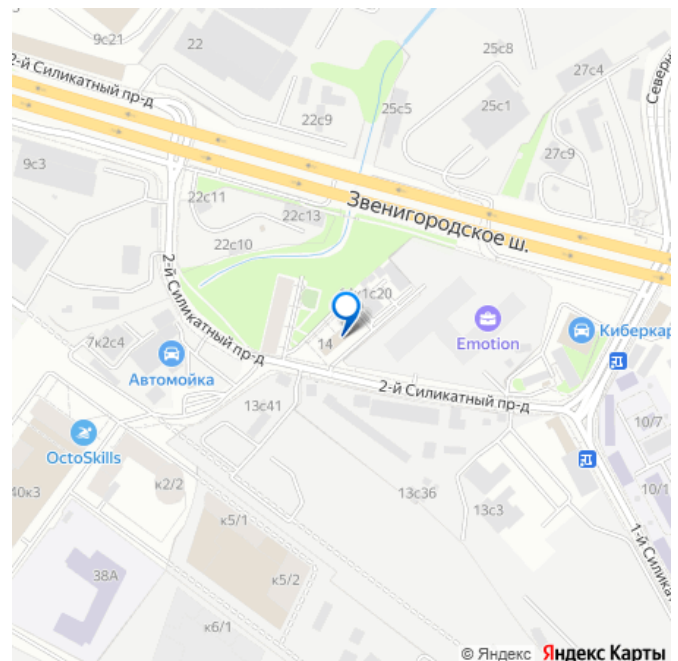 9с21
22
25с8
27с4
2-й Силикатный пр-д
22с9
25с5
25с1
27с9
9с3
22с11
22с13
Звенигородское ш.
22с10
2-й Силикатный пр-д
1с20
14
Emotion
Киберкар
7к2с4
Автомойка
2-й Силикатный пр-д
13с41
10/7
OctoSkills
40к3
к2/2
13с36
13с3
10/1
к5/1
1-й Силикат
38А
к5/2
к6/1
© Яндекс Яндекс Карты